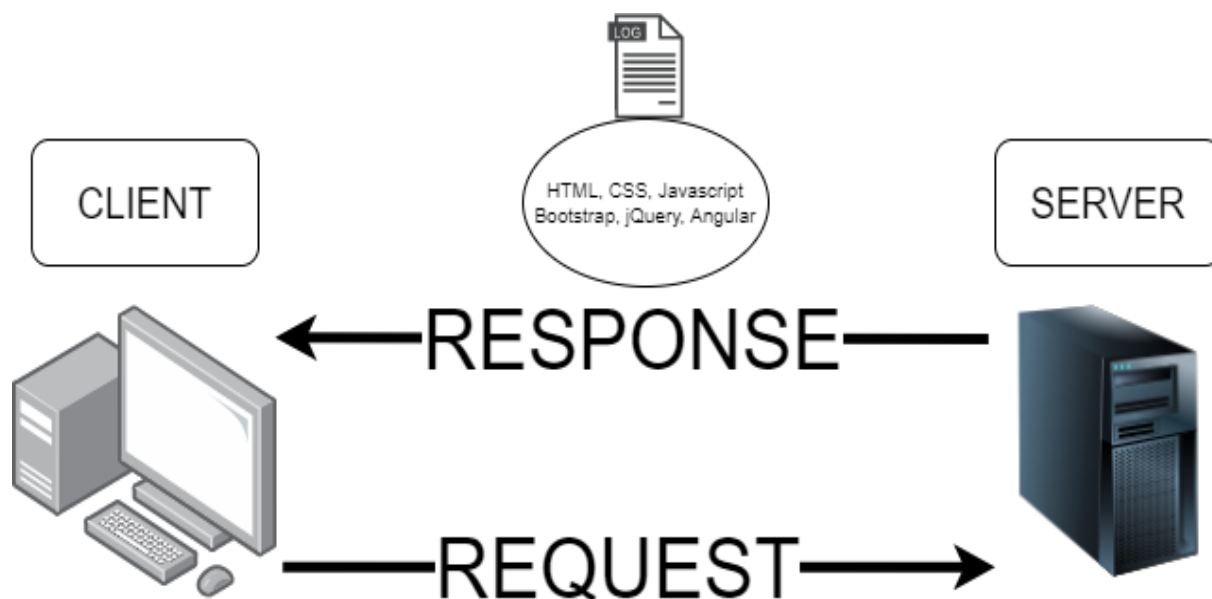 LOG
CLIENT
HTML, CSS, Javascript
Bootstrap, jQuery, Angular
SERVER
RESPONSE
REQUEST